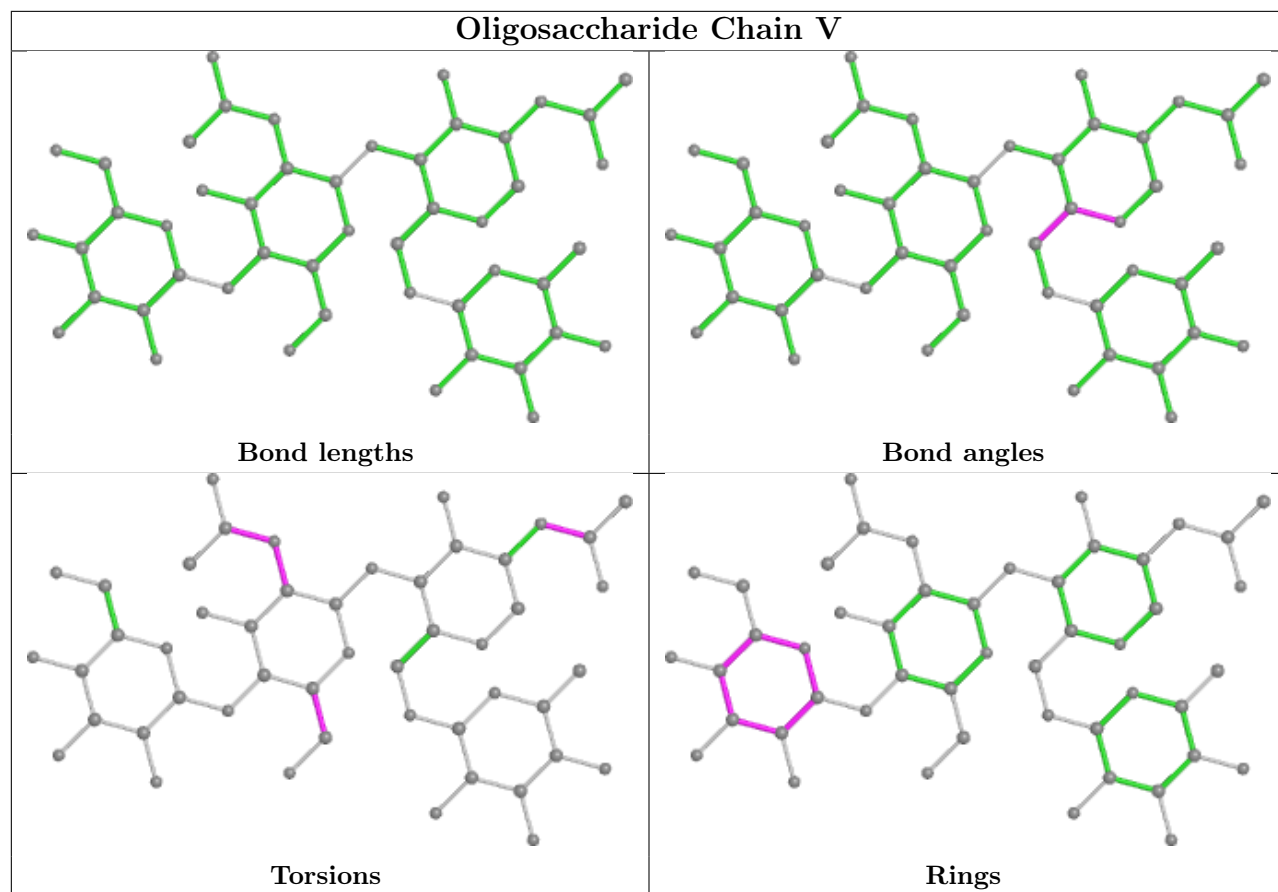 Oligosaccharide Chain V
Bond lengths
Bond angles
Torsions
Rings